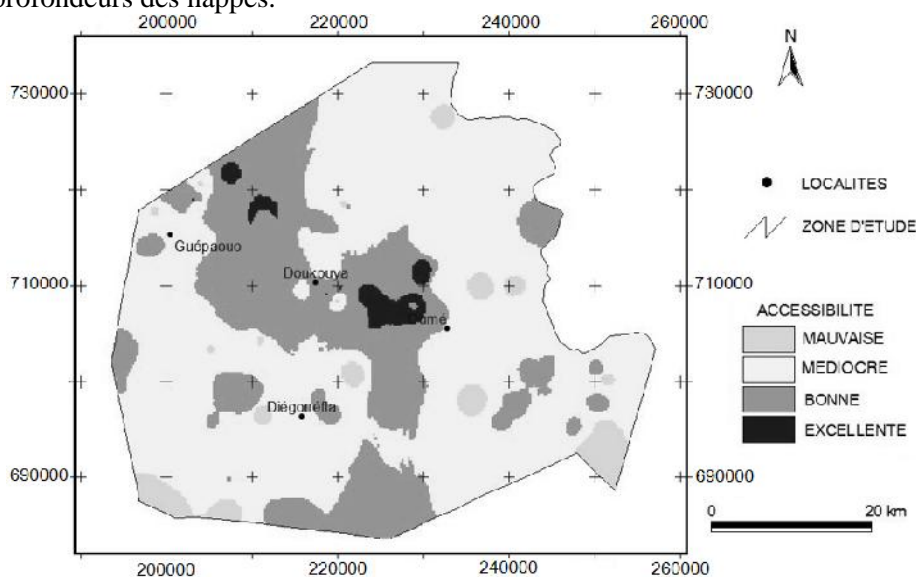 profondeurs des nappes.
200000 220000 240000 260000
N
730000 730000
LOCALITES
ZONE D'ETUDE
Guépaouo
710000 Doukouya 710000
ACCESSIBILITE
MAUVAISE
MEDIOCRE
BONNE
EXCELLENTE
Diégonéfla
690000 690000
0 20 km
200000 220000 240000 260000